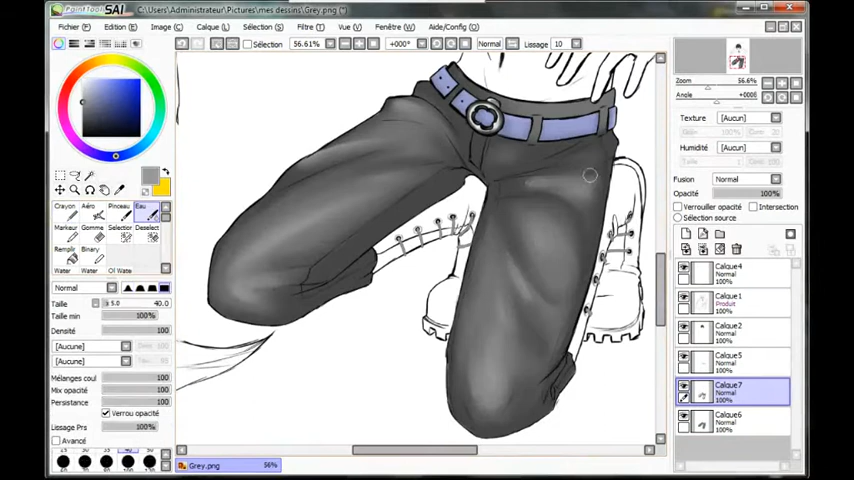 PaintTool SAI C:\Users\Administrateur\Pictures\mes dessins\Grey.png
Fichier (F) Edition (E) Image (C) Calque (L) Sélection (S) Filtre (T) Vue (V) Fenêtre (W) Aide/Config (O)
Sélection 56.61% +000° Normal Lissage 10
Zoom 56.6%
Angle +0000
Texture [Aucun]
Humidité [Aucun]
Fusion Normal
Opacité 100%
Verrouiller opacité Intersection
Sélection source
Crayon Aéro Pinceau Eau
Marqueur Gomme Selection Deselect
Remplir Binary
Water Water Ol Wate
Normal
Taille x 5.0 40.0
Taille min 100%
Densité 100
[Aucune]
[Aucune]
Mélanges coul 100
Mix opacité 100
Persistance 100
Verrou opacité
Lissage Prs 100%
Avancé
Calque4
Normal
100%
Calque1
Produit
100%
Calque2
Normal
100%
Calque5
Normal
100%
Calque7
Normal
100%
Calque6
Normal
100%
Grey.png 56%